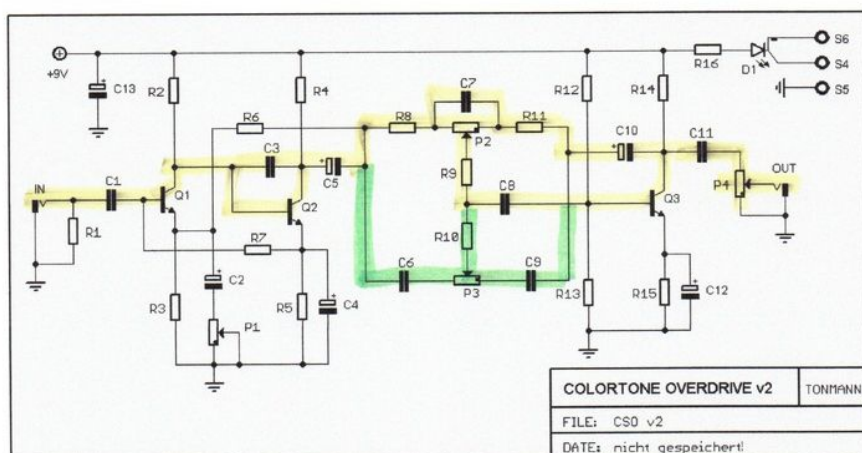 S6
+9V
C13
R2
R4
R16
D1
S4
S5
R6
C7
R12
R14
R8
P2
R11
C3
C5
C10
C11
IN
C1
Q1
R9
C8
Q3
P4
OUT
Q2
R1
R7
R10
C2
C6
P3
C9
R3
R5
C4
R13
R15
C12
P1
COLORTONE OVERDRIVE v2
TONMANN
FILE: CSO v2
DATE: nicht gespeichert!